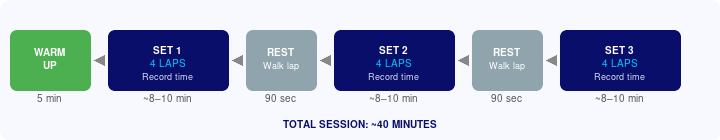 WARM
UP
5 min
SET 1
4 LAPS
Record time
~8–10 min
REST
Walk lap
90 sec
SET 2
4 LAPS
Record time
~8–10 min
REST
Walk lap
90 sec
SET 3
4 LAPS
Record time
~8–10 min
TOTAL SESSION: ~40 MINUTES